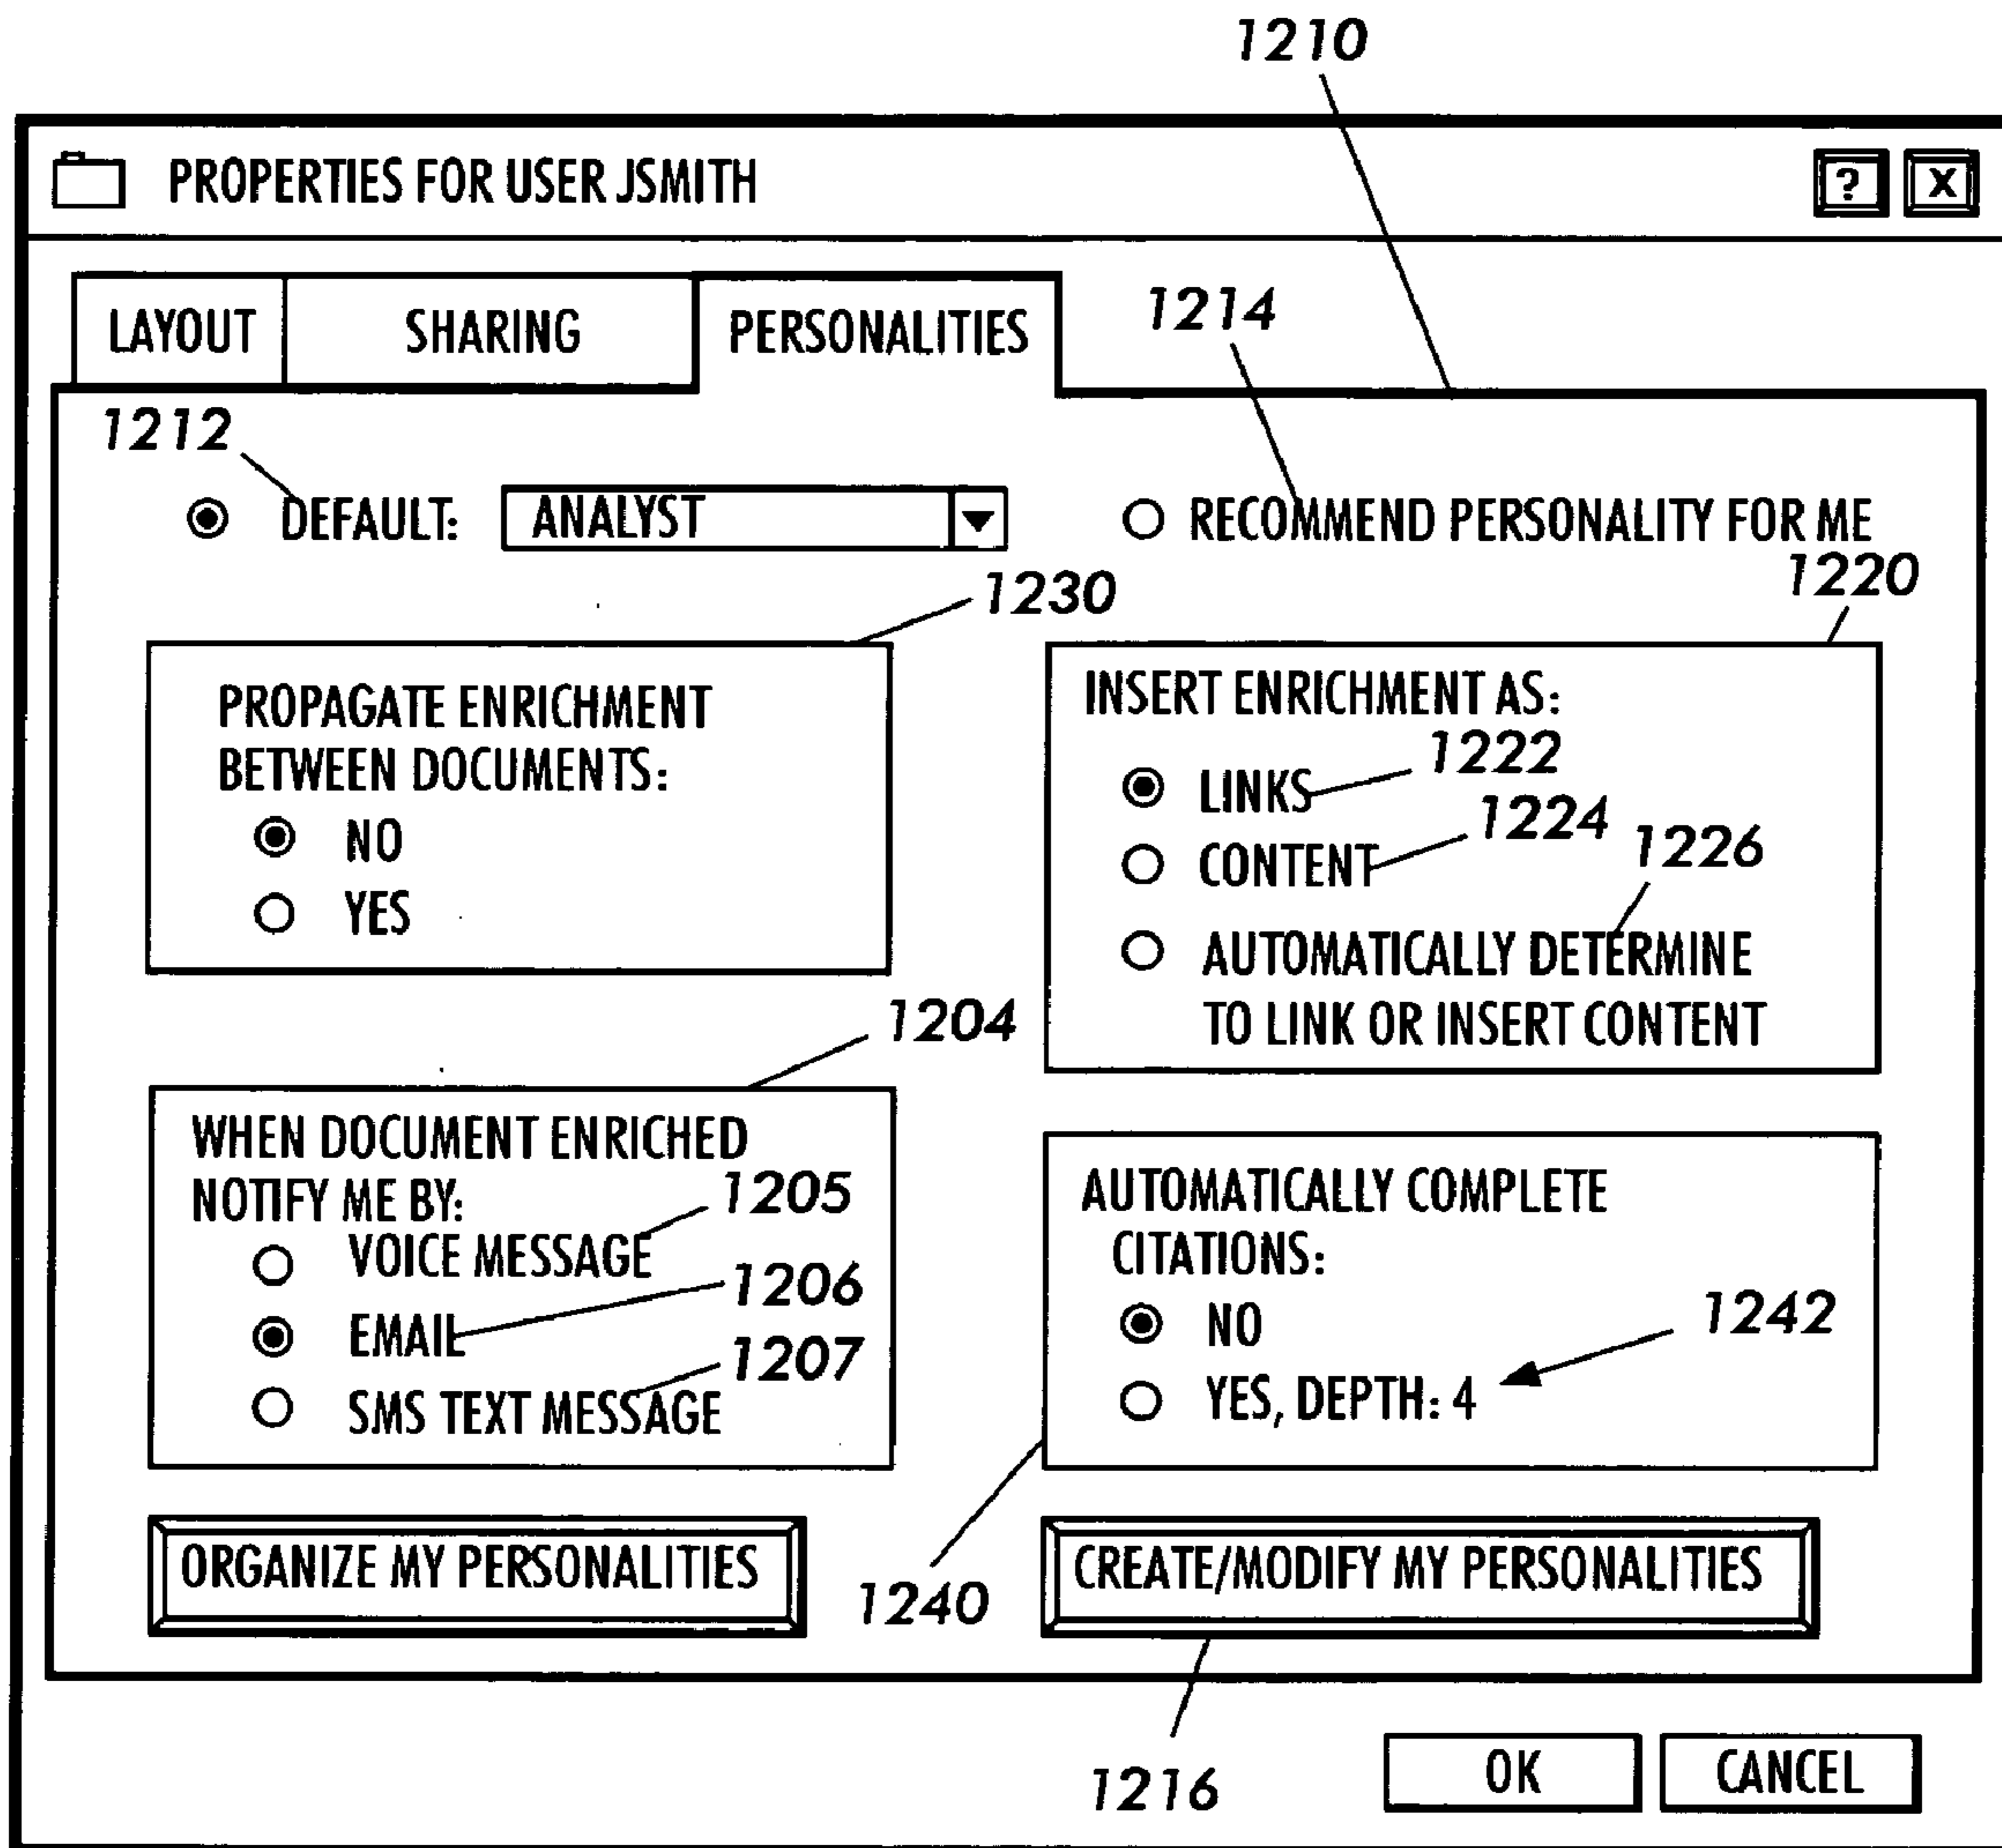 1210
PROPERTIES FOR USER JSMITH ? X
LAYOUT SHARING PERSONALITIES
1214
1212
DEFAULT: ANALYST RECOMMEND PERSONALITY FOR ME
1230
1220
PROPAGATE ENRICHMENT
BETWEEN DOCUMENTS:
NO
YES
INSERT ENRICHMENT AS:
1222
LINKS
1224
CONTENT
1226
AUTOMATICALLY DETERMINE
TO LINK OR INSERT CONTENT
1204
WHEN DOCUMENT ENRICHED
NOTIFY ME BY:
1205
VOICE MESSAGE
1206
EMAIL
1207
SMS TEXT MESSAGE
AUTOMATICALLY COMPLETE
CITATIONS:
NO
1242
YES, DEPTH: 4
ORGANIZE MY PERSONALITIES
1240
CREATE/MODIFY MY PERSONALITIES
1216
OK CANCEL